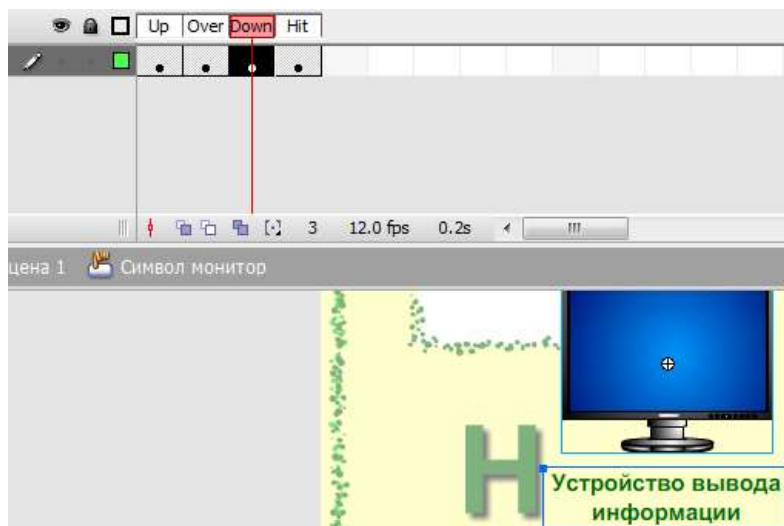 Up Over Down Hit
3 12.0 fps 0.2s
цена 1 Символ монитор
Н
Устройство вывода
информации